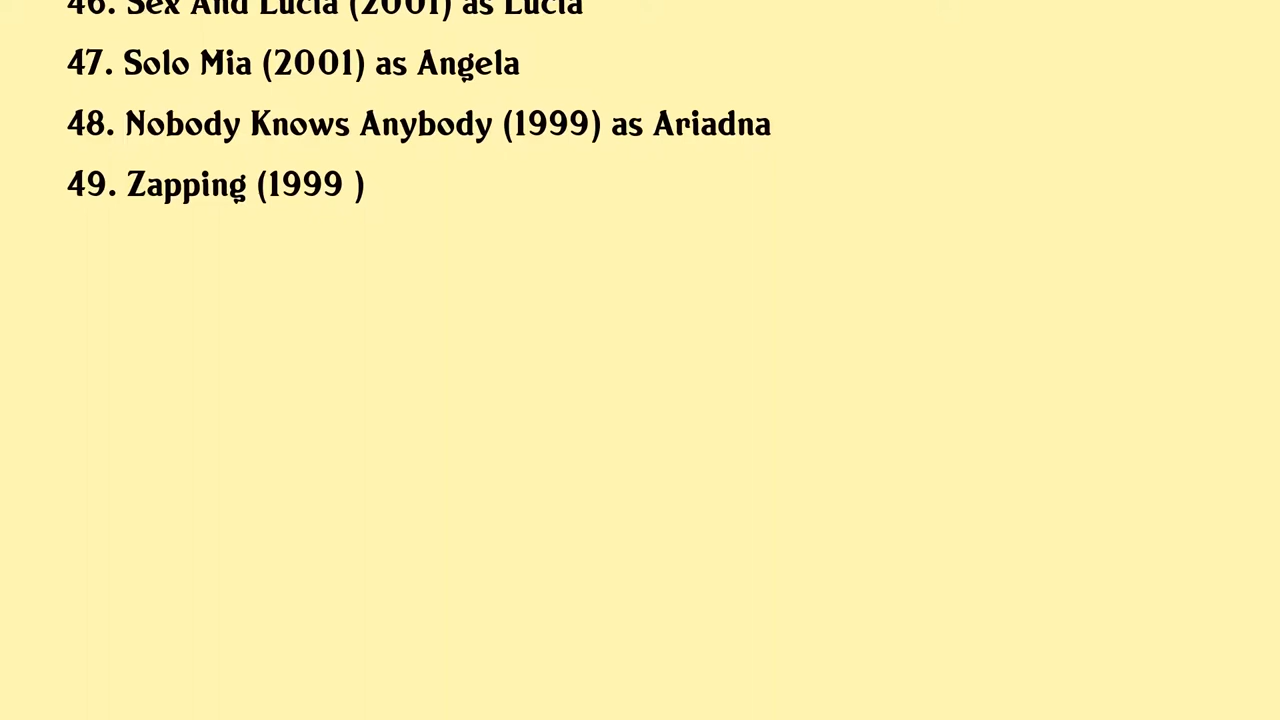 46. Sex And Lucia (2001) as Lucia
47. Solo Mia (2001) as Angela
48. Nobody Knows Anybody (1999) as Ariadna
49. Zapping (1999 )